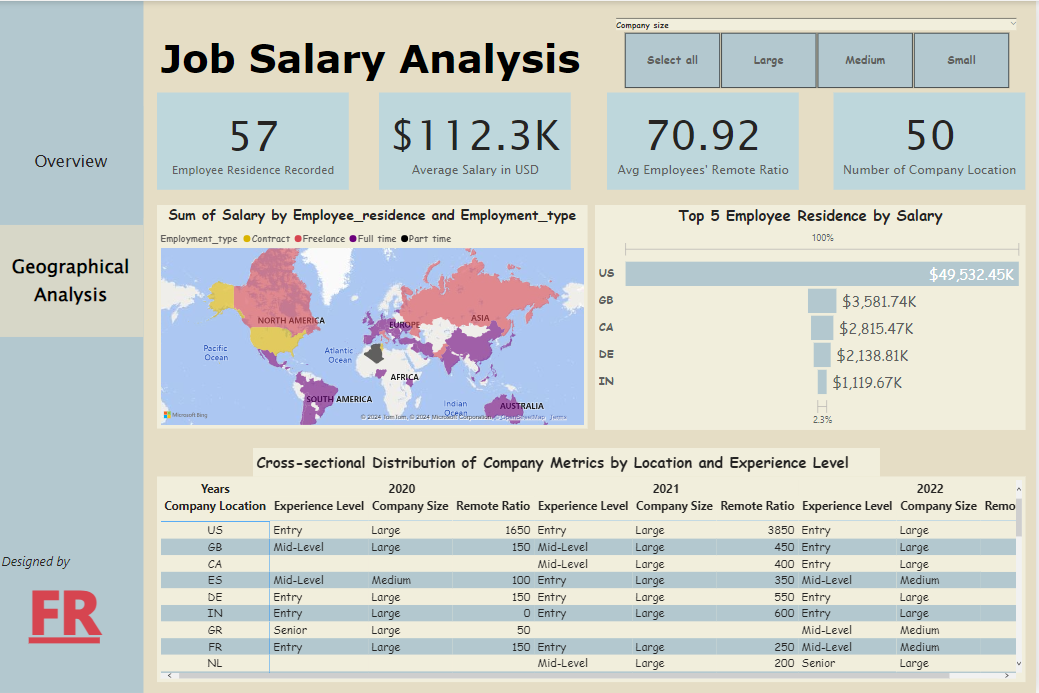 Company size
Job Salary Analysis
Select all Large Medium Small
57 $112.3K 70.92 50
Employee Residence Recorded Average Salary in USD Avg Employees' Remote Ratio Number of Company Location
Overview
Geographical
Analysis
Sum of Salary by Employee_residence and Employment_type
Employment_type Contract Freelance Full time Part time
NORTH AMERICA
EUROPE
ASIA
Pacific
Ocean
Atlantic
Ocean
AFRICA
SOUTH AMERICA
Indian
Ocean
AUSTRALIA
Microsoft Bing
© 2024 TomTom, © 2024 Microsoft Corporation, © OpenStreetMap Terms
Top 5 Employee Residence by Salary
100%
US $49,532.45K
GB $3,581.74K
CA $2,815.47K
DE $2,138.81K
IN $1,119.67K
2.3%
Cross-sectional Distribution of Company Metrics by Location and Experience Level
Years 2020 2021 2022
Company Location Experience Level Company Size Remote Ratio Experience Level Company Size Remote Ratio Experience Level Company Size Remo
US Entry Large 1650 Entry Large 3850 Entry Large
GB Mid-Level Large 150 Mid-Level Large 450 Entry Large
CA Mid-Level Large 400 Entry Large
ES Mid-Level Medium 100 Entry Large 350 Mid-Level Medium
DE Entry Large 150 Entry Large 550 Entry Large
IN Entry Large 0 Entry Large 600 Entry Large
GR Senior Large 50 Mid-Level Medium
FR Entry Large 150 Entry Large 250 Mid-Level Medium
NL Mid-Level Large 200 Senior Large
Designed by
FR